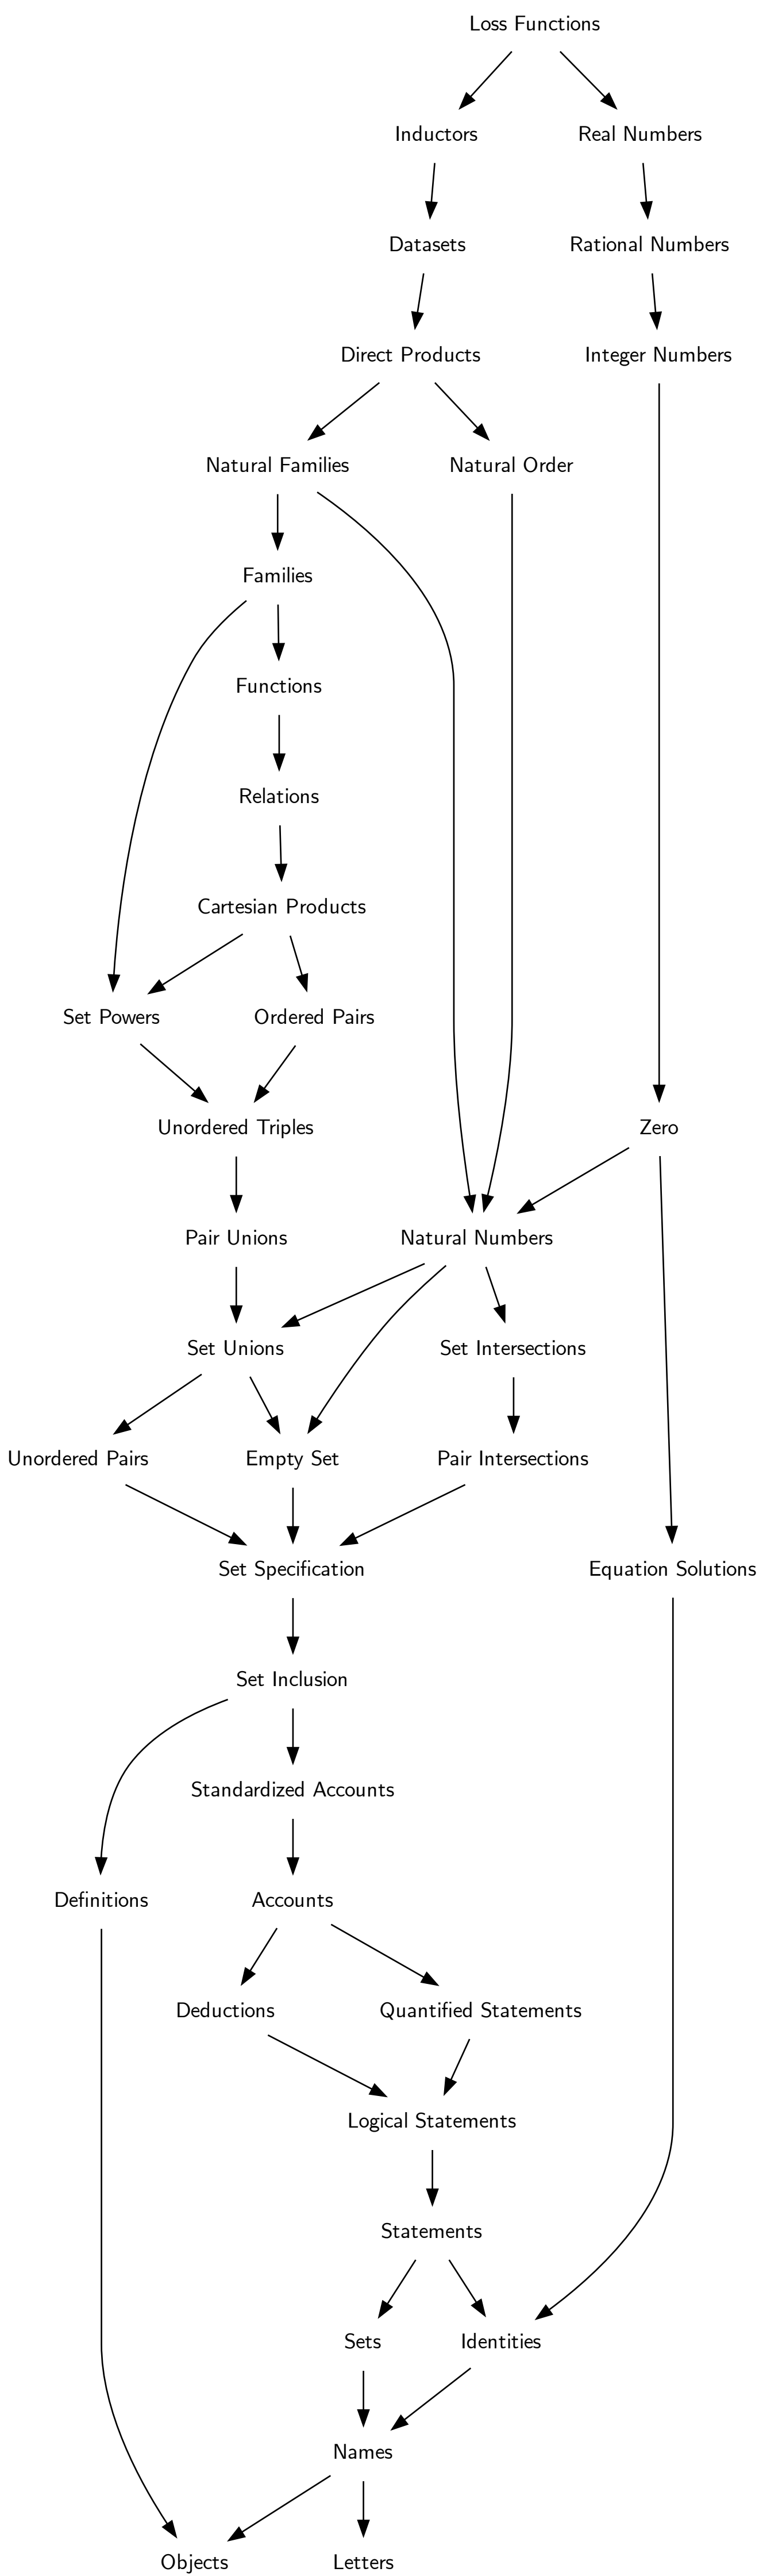 Loss Functions
Inductors
Real Numbers
Datasets
Rational Numbers
Direct Products
Integer Numbers
Natural Families
Natural Order
Families
Functions
Relations
Cartesian Products
Set Powers
Ordered Pairs
Unordered Triples
Zero
Pair Unions
Natural Numbers
Set Unions
Set Intersections
Unordered Pairs
Empty Set
Pair Intersections
Set Specification
Equation Solutions
Set Inclusion
Standardized Accounts
Definitions
Accounts
Deductions
Quantified Statements
Logical Statements
Statements
Sets
Identities
Names
Objects
Letters